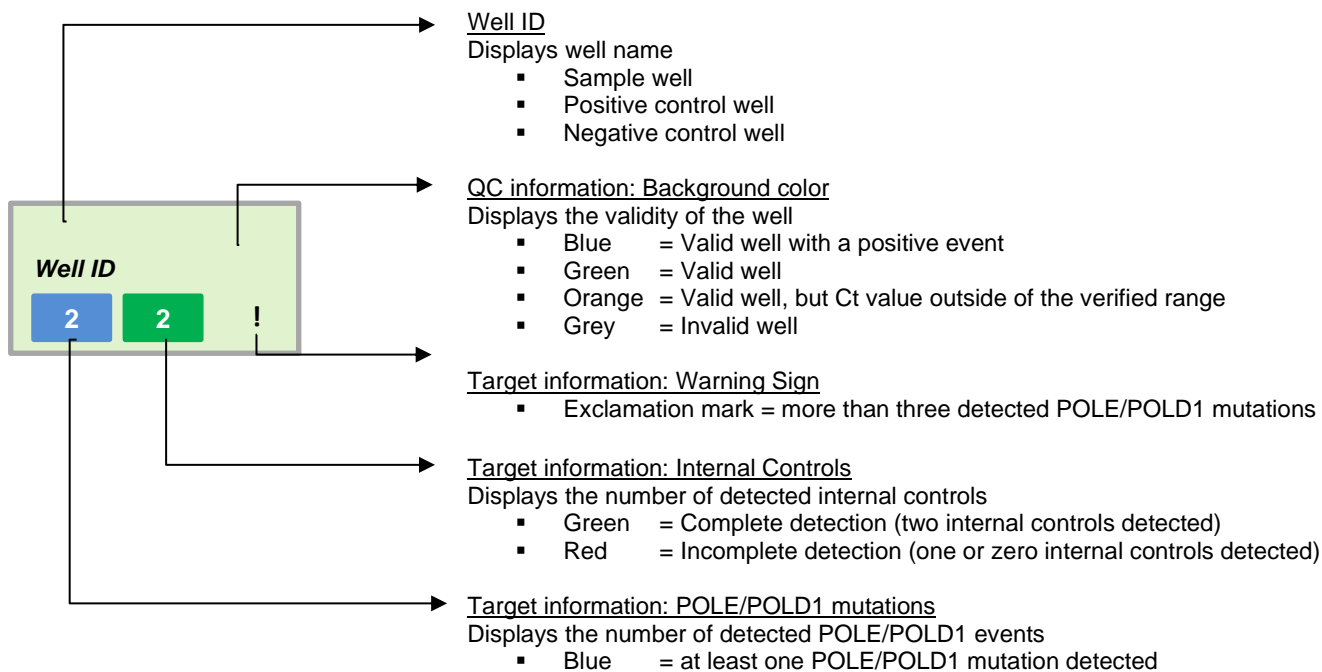 Well ID
Displays well name
▪ Sample well
▪ Positive control well
▪ Negative control well
QC information: Background color
Displays the validity of the well
▪ Blue = Valid well with a positive event
▪ Green = Valid well
▪ Orange = Valid well, but Ct value outside of the verified range
▪ Grey = Invalid well
Well ID
2 2 !
Target information: Warning Sign
▪ Exclamation mark = more than three detected POLE/POLD1 mutations
Target information: Internal Controls
Displays the number of detected internal controls
▪ Green = Complete detection (two internal controls detected)
▪ Red = Incomplete detection (one or zero internal controls detected)
Target information: POLE/POLD1 mutations
Displays the number of detected POLE/POLD1 events
▪ Blue = at least one POLE/POLD1 mutation detected